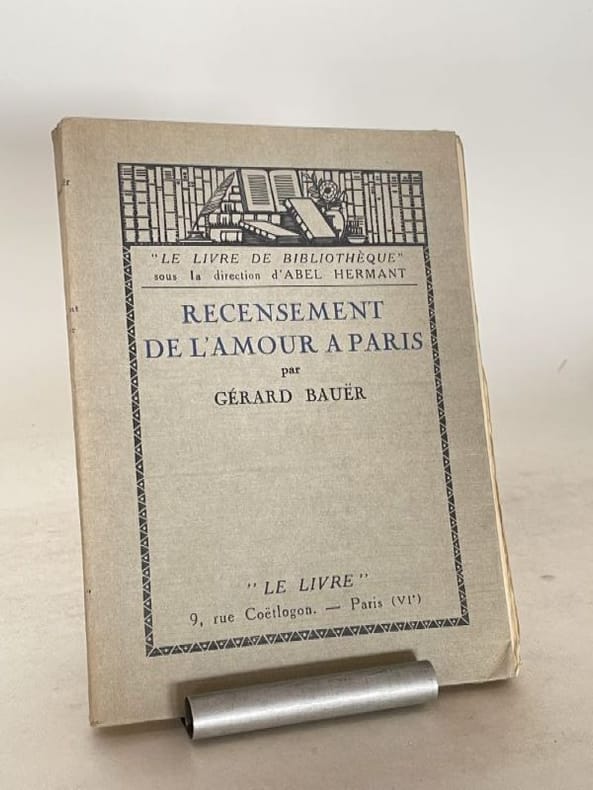 "LE LIVRE DE BIBLIOTHÈQUE"
sous la direction d'ABEL HERMANT
RECENSEMENT
DE L'AMOUR A PARIS
par
GÉRARD BAUËR
"LE LIVRE"
9, rue Coëtlogon. — Paris (VIᵉ)